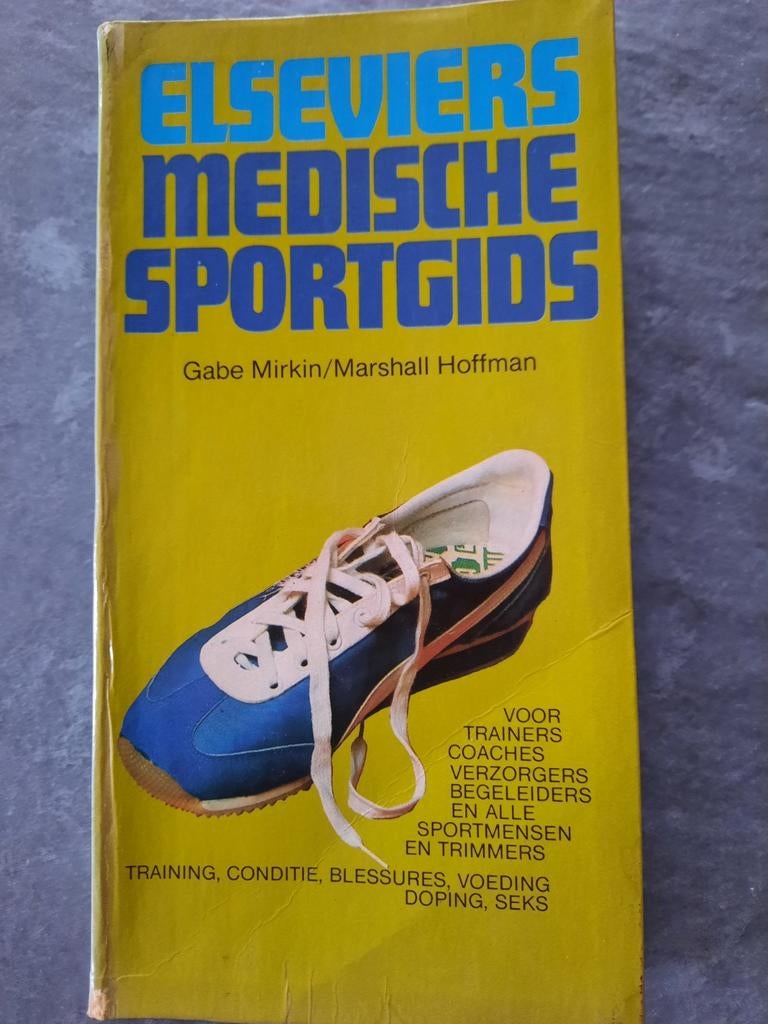 ELSEVIERS
MEDISCHE
SPORTGIDS
Gabe Mirkin/Marshall Hoffman
VOOR
TRAINERS
COACHES
VERZORGERS
BEGELEIDERS
EN ALLE
SPORTMENSEN
EN TRIMMERS
TRAINING, CONDITIE, BLESSURES, VOEDING
DOPING, SEKS